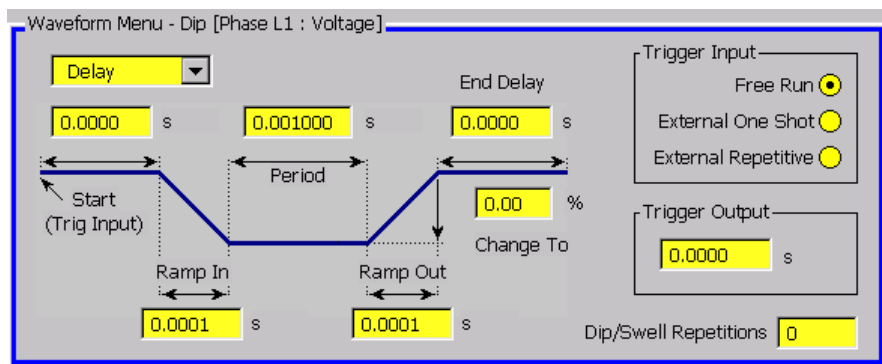 Waveform Menu - Dip [Phase L1 : Voltage]
Delay
End Delay
0.0000 s
0.001000 s
0.0000 s
Period
Start
(Trig Input)
0.00 %
Change To
Ramp In
Ramp Out
0.0001 s
0.0001 s
Trigger Input
Free Run
External One Shot
External Repetitive
Trigger Output
0.0000 s
Dip/Swell Repetitions 0